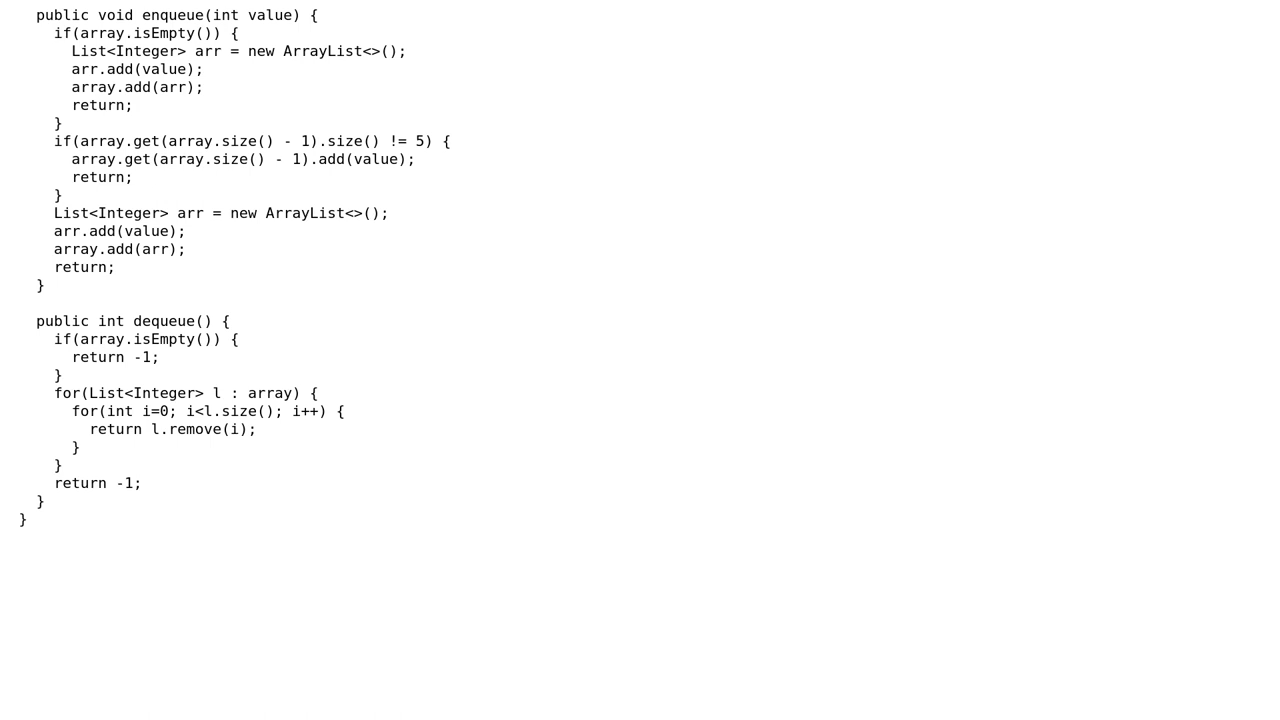 public void enqueue(int value) {
if(array.isEmpty()) {
List<Integer> arr = new ArrayList<>();
arr.add(value);
array.add(arr);
return;
}
if(array.get(array.size() - 1).size() != 5) {
array.get(array.size() - 1).add(value);
return;
}
List<Integer> arr = new ArrayList<>();
arr.add(value);
array.add(arr);
return;
}
public int dequeue() {
if(array.isEmpty()) {
return -1;
}
for(List<Integer> l : array) {
for(int i=0; i<l.size(); i++) {
return l.remove(i);
}
}
return -1;
}
}